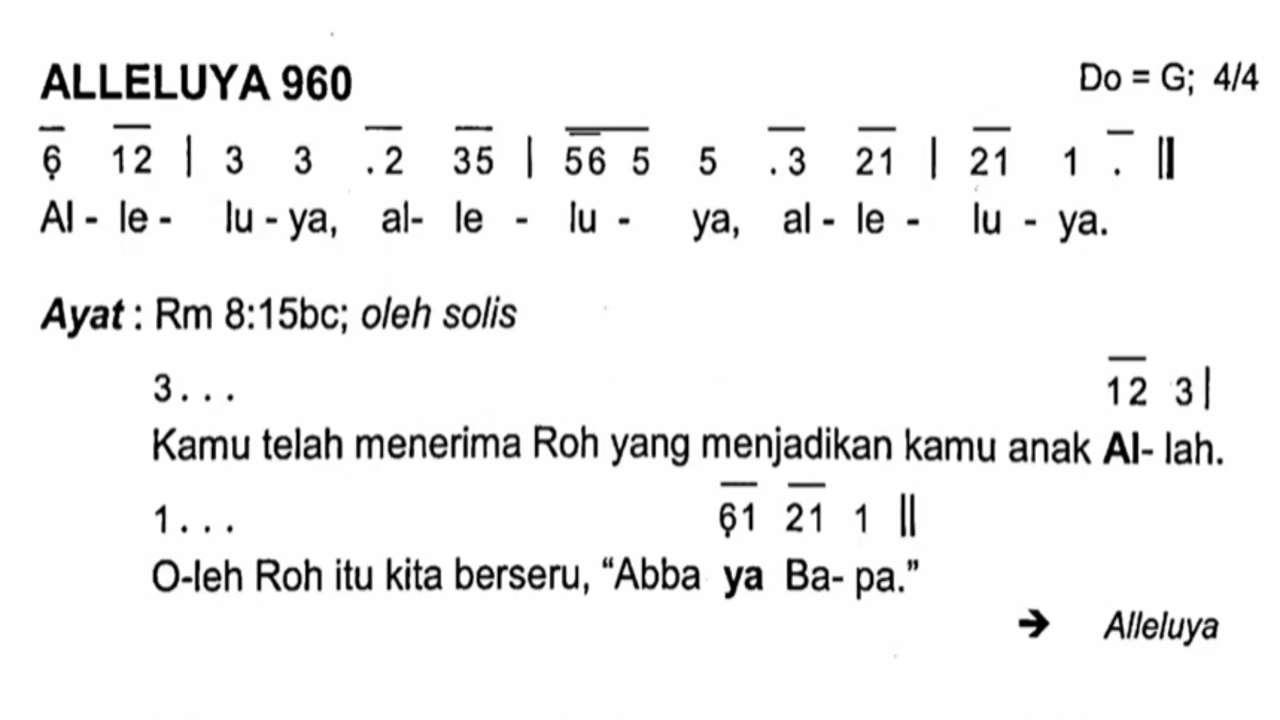 ALLELUYA 960 Do = G; 4/4
6̣ 12 | 3 3 .2 35 | 56 5 5 .3 21 | 21 1 . ||
Al - le - lu - ya, al- le - lu - ya, al - le - lu - ya.
Ayat : Rm 8:15bc; oleh solis
3 . . . 12 3|
Kamu telah menerima Roh yang menjadikan kamu anak Al- lah.
1 . . . 6̣1 21 1 ||
O-leh Roh itu kita berseru, “Abba ya Ba- pa.”
➔ Alleluya